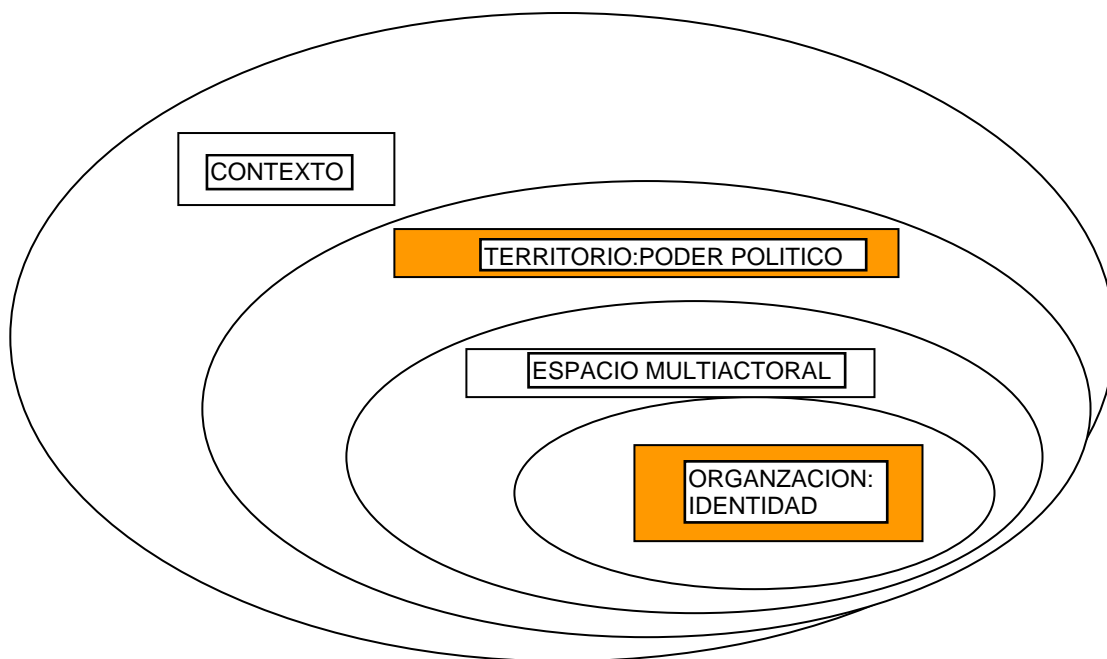 CONTEXTO
TERRITORIO:PODER POLITICO
ESPACIO MULTIACTORAL
ORGANZACION:
IDENTIDAD